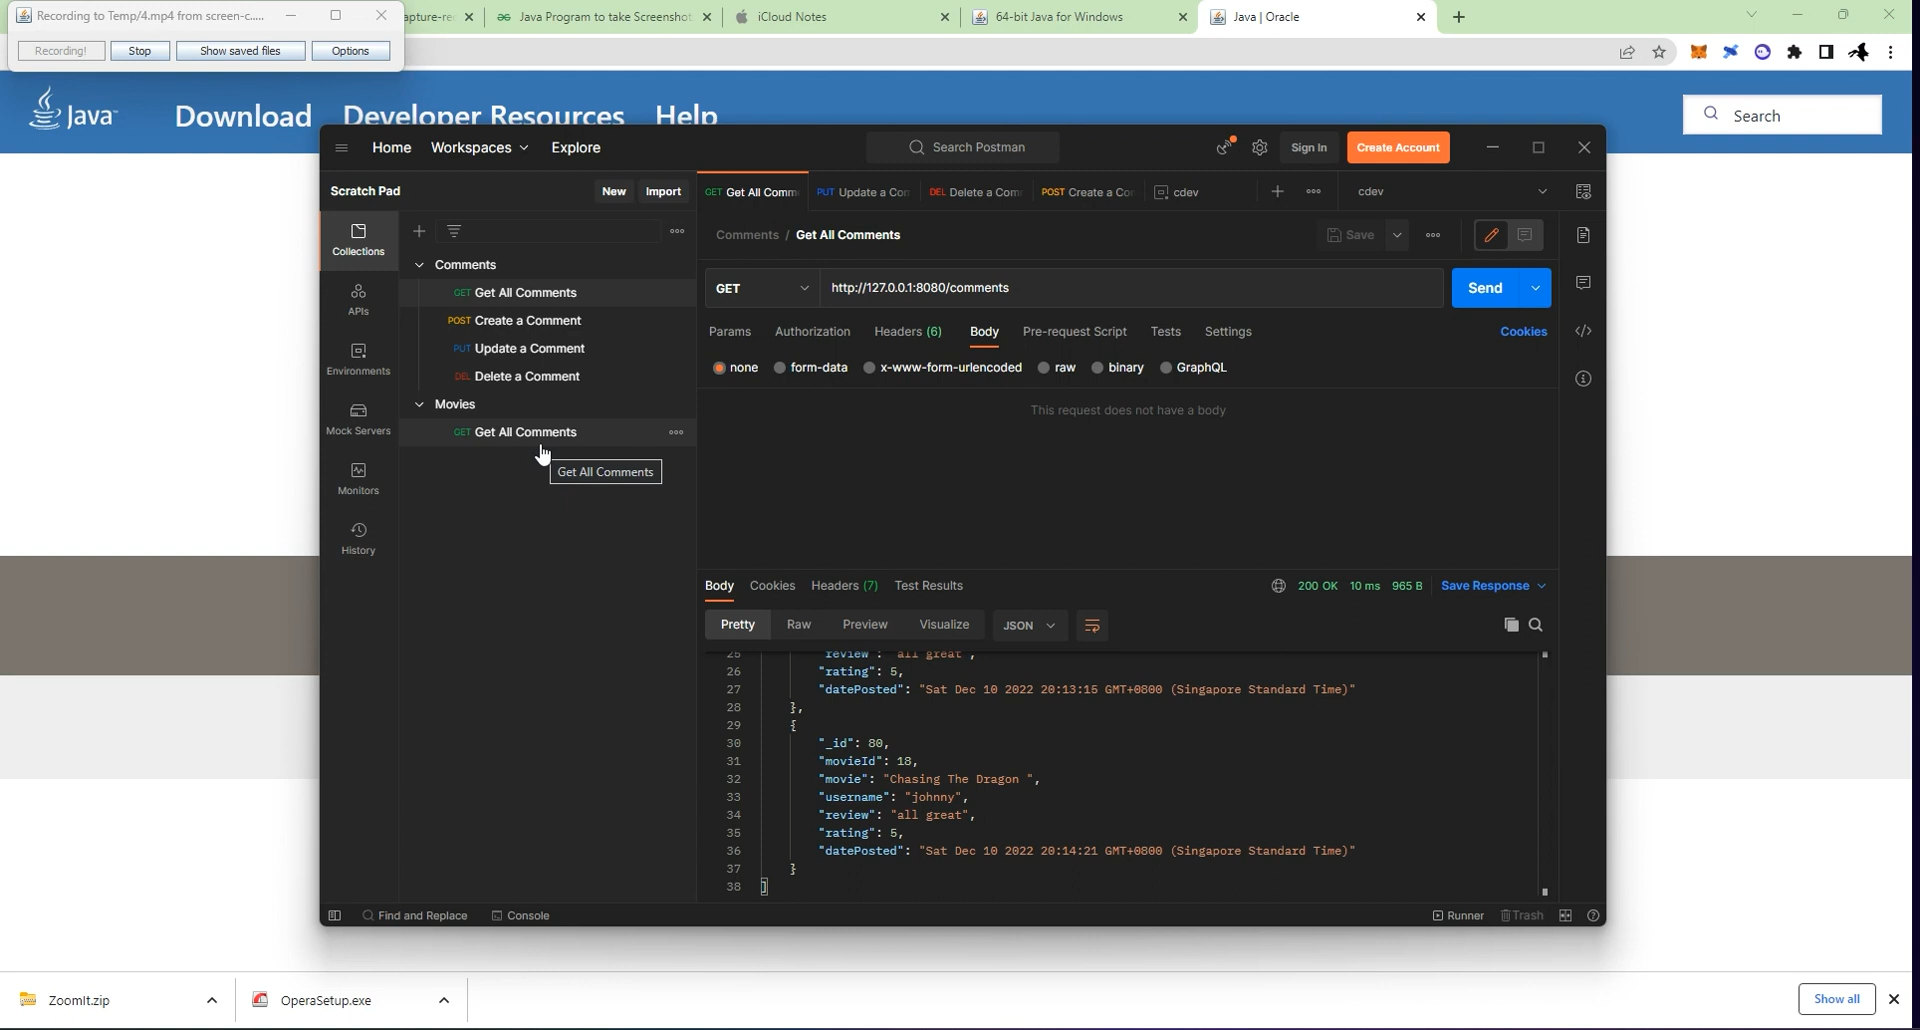 Recording to Temp/4.mp4 from screen-c.....
apture-re
Java Program to take Screenshot
iCloud Notes
64-bit Java for Windows
Java | Oracle
Recording!
Stop
Show saved files
Options
Java
Download
Developer Resources
Help
Search
Home
Workspaces
Explore
Search Postman
Sign In
Create Account
Scratch Pad
New
Import
GET Get All Comm
PUT Update a Con
DEL Delete a Com
POST Create a Co
cdev
cdev
Collections
Comments / Get All Comments
Save
Comments
GET Get All Comments
GET
http://127.0.0.1:8080/comments
Send
APIs
POST Create a Comment
Params
Authorization
Headers (6)
Body
Pre-request Script
Tests
Settings
Cookies
PUT Update a Comment
Environments
DEL Delete a Comment
none
form-data
x-www-form-urlencoded
raw
binary
GraphQL
Movies
This request does not have a body
Mock Servers
GET Get All Comments
Get All Comments
Monitors
History
Body
Cookies
Headers (7)
Test Results
200 OK
10 ms
965 B
Save Response
Pretty
Raw
Preview
Visualize
JSON
25 "review": "all great",
26 "rating": 5,
27 "datePosted": "Sat Dec 10 2022 20:13:15 GMT+0800 (Singapore Standard Time)"
28 },
29 {
30 "_id": 80,
31 "movieId": 18,
32 "movie": "Chasing The Dragon ",
33 "username": "johnny",
34 "review": "all great",
35 "rating": 5,
36 "datePosted": "Sat Dec 10 2022 20:14:21 GMT+0800 (Singapore Standard Time)"
37 }
38 ]
Find and Replace
Console
Runner
Trash
ZoomIt.zip
OperaSetup.exe
Show all